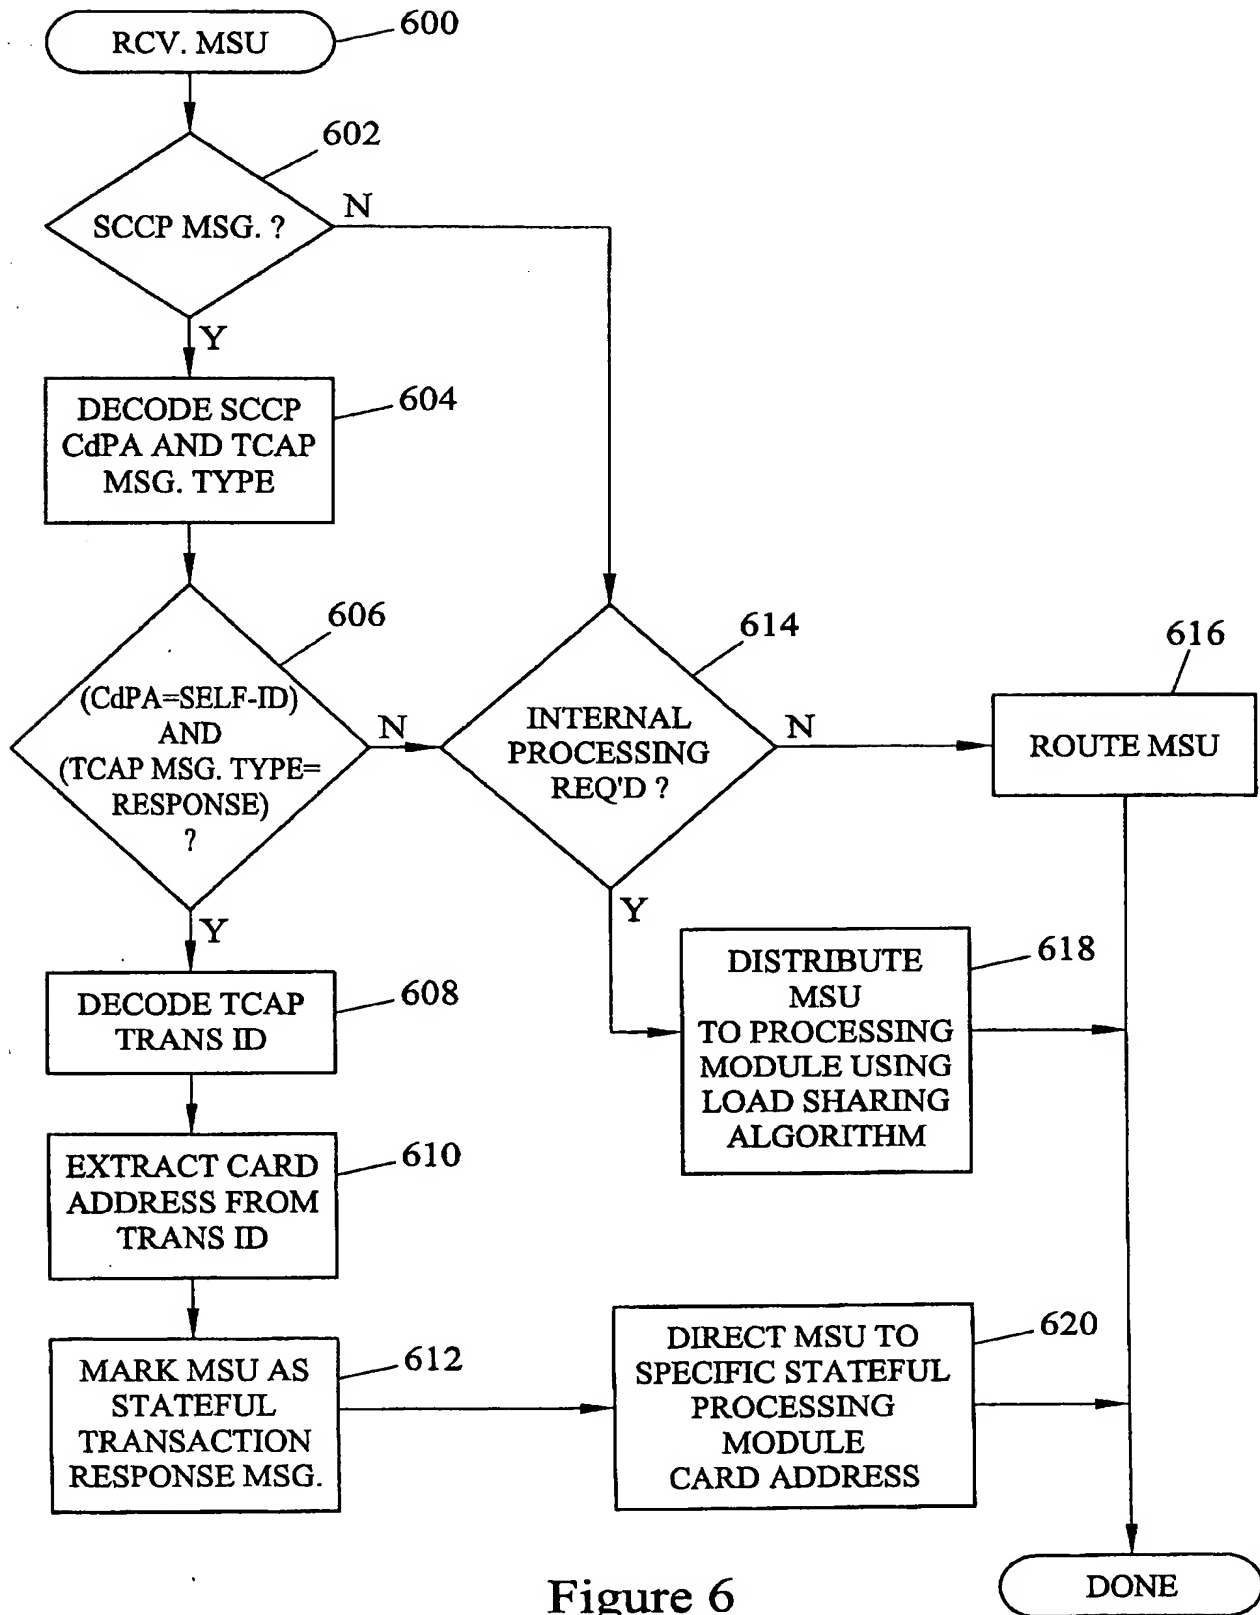 RCV. MSU
600
602
SCCP MSG. ?
N
Y
DECODE SCCP
CdPA AND TCAP
MSG. TYPE
604
606
(CdPA=SELF-ID)
AND
(TCAP MSG. TYPE=
RESPONSE)
?
N
Y
614
INTERNAL
PROCESSING
REQ'D ?
N
Y
616
ROUTE MSU
DECODE TCAP
TRANS ID
608
DISTRIBUTE
MSU
TO PROCESSING
MODULE USING
LOAD SHARING
ALGORITHM
618
EXTRACT CARD
ADDRESS FROM
TRANS ID
610
MARK MSU AS
STATEFUL
TRANSACTION
RESPONSE MSG.
612
DIRECT MSU TO
SPECIFIC STATEFUL
PROCESSING
MODULE
CARD ADDRESS
620
DONE
Figure 6